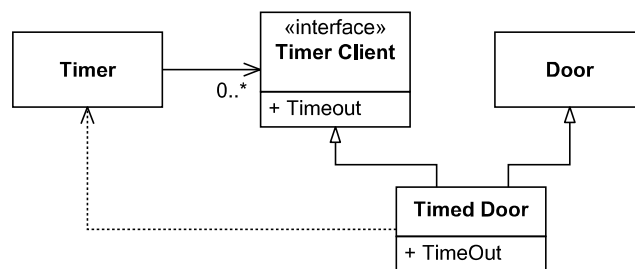 «interface»
Timer
Timer Client
Door
0..*
+ Timeout
Timed Door
+ TimeOut